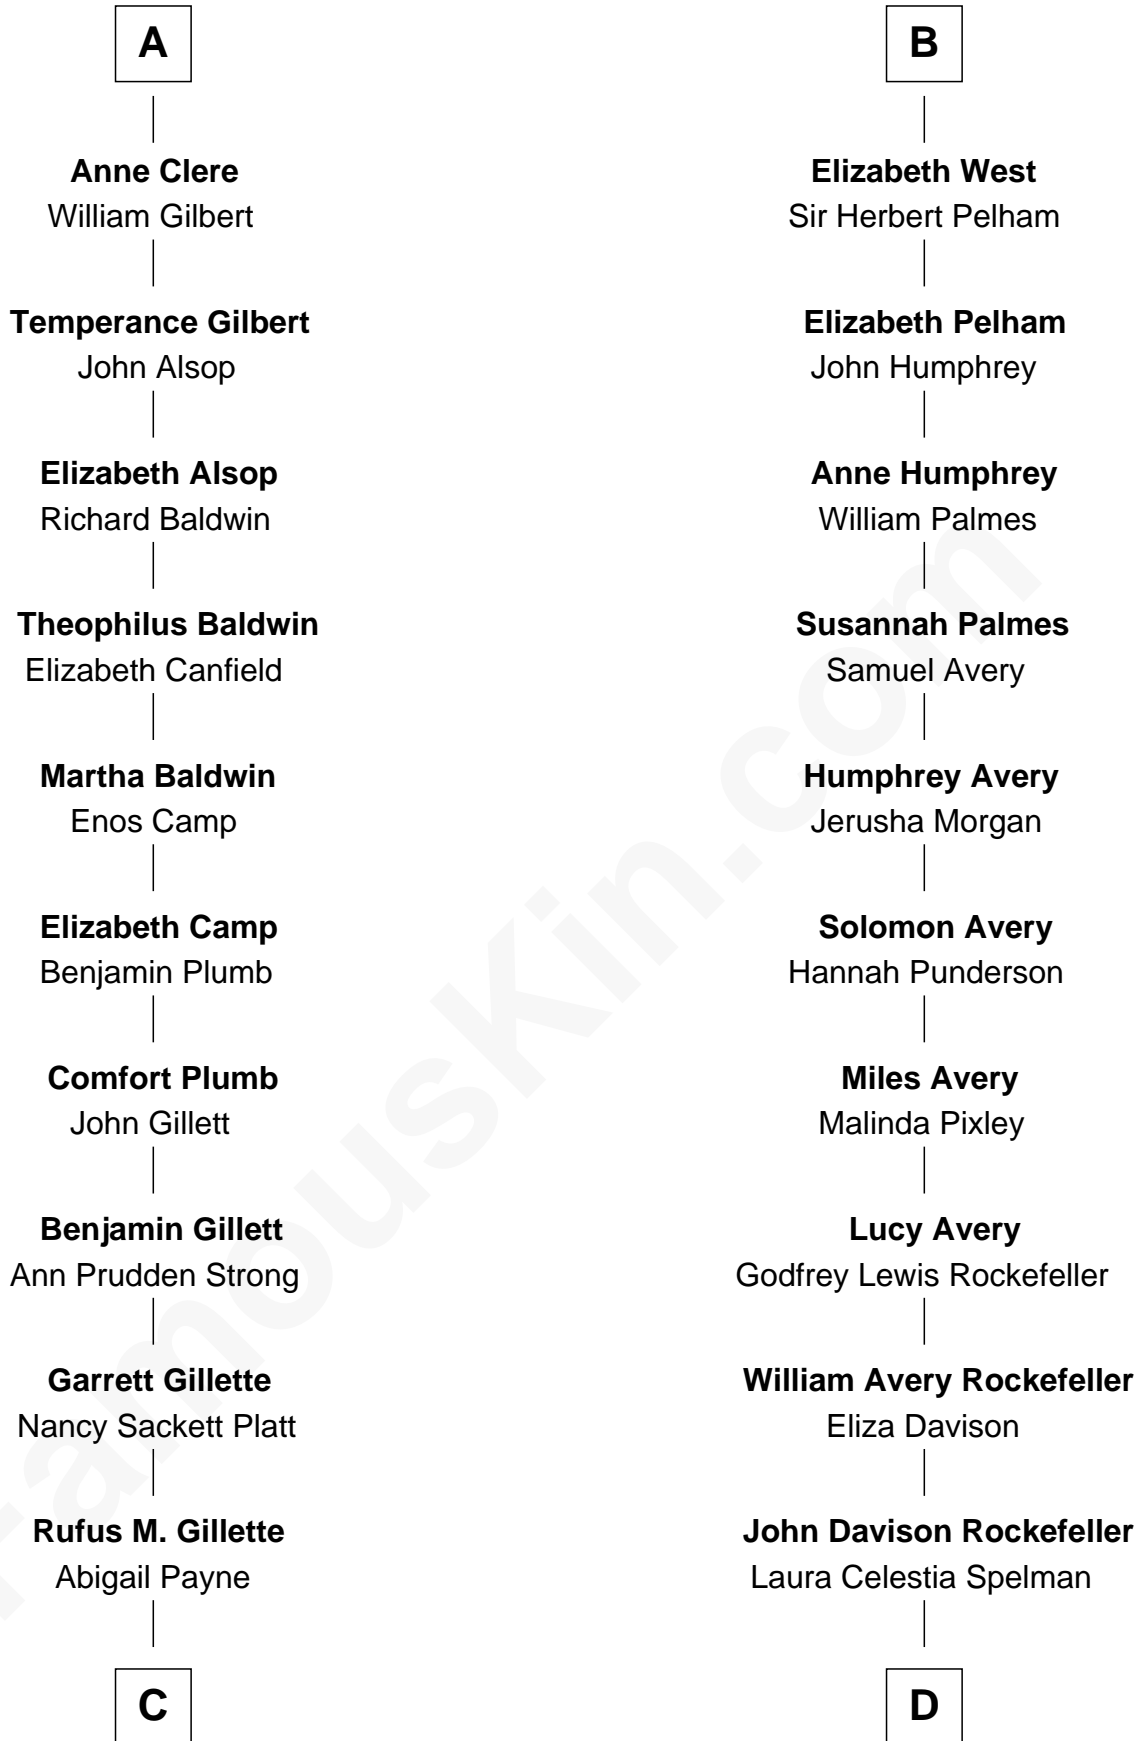 A
Anne Clere
William Gilbert
Temperance Gilbert
John Alsop
Elizabeth Alsop
Richard Baldwin
Theophilus Baldwin
Elizabeth Canfield
Martha Baldwin
Enos Camp
Elizabeth Camp
Benjamin Plumb
Comfort Plumb
John Gillett
Benjamin Gillett
Ann Prudden Strong
Garrett Gillette
Nancy Sackett Platt
Rufus M. Gillette
Abigail Payne
C
B
Elizabeth West
Sir Herbert Pelham
Elizabeth Pelham
John Humphrey
Anne Humphrey
William Palmes
Susannah Palmes
Samuel Avery
Humphrey Avery
Jerusha Morgan
Solomon Avery
Hannah Punderson
Miles Avery
Malinda Pixley
Lucy Avery
Godfrey Lewis Rockefeller
William Avery Rockefeller
Eliza Davison
John Davison Rockefeller
Laura Celestia Spelman
D
FamousKin.com